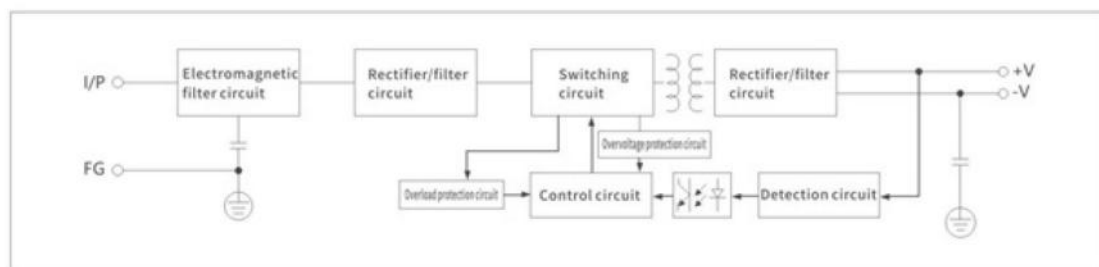 I/P
Electromagnetic
filter circuit
Rectifier/filter
circuit
Switching
circuit
Rectifier/filter
circuit
+V
-V
Overvoltage protection circuit
FG
Overload protection circuit
Control circuit
Detection circuit